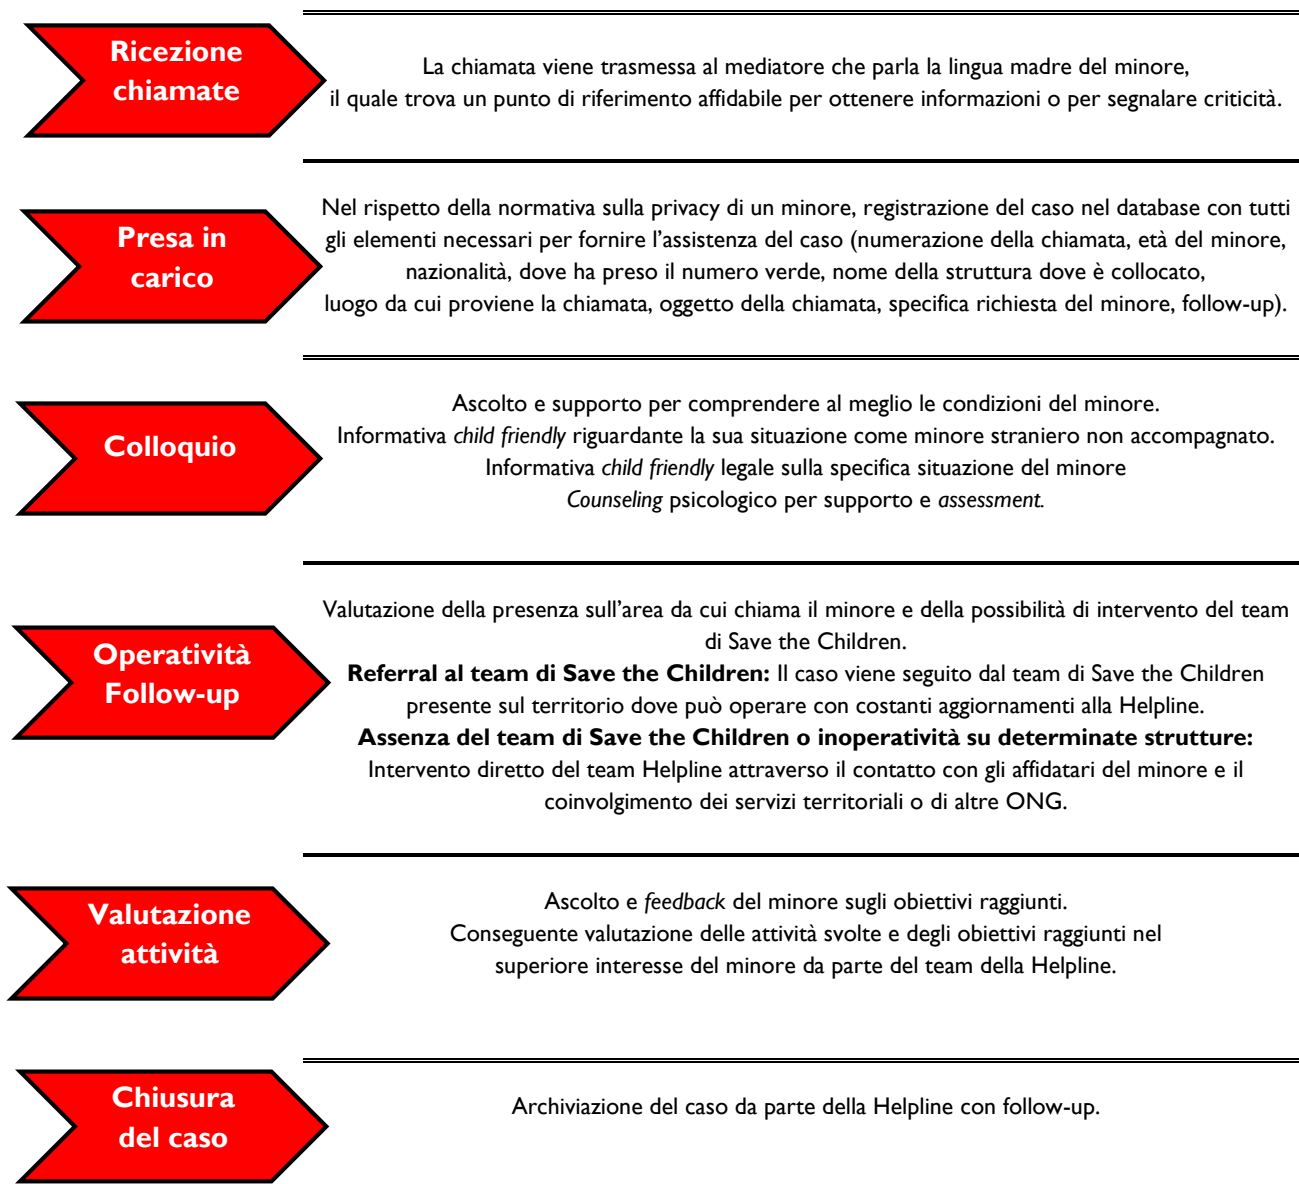 Ricezione
chiamate
La chiamata viene trasmessa al mediatore che parla la lingua madre del minore,
il quale trova un punto di riferimento affidabile per ottenere informazioni o per segnalare criticità.
Presa in
carico
Nel rispetto della normativa sulla privacy di un minore, registrazione del caso nel database con tutti
gli elementi necessari per fornire l’assistenza del caso (numerazione della chiamata, età del minore,
nazionalità, dove ha preso il numero verde, nome della struttura dove è collocato,
luogo da cui proviene la chiamata, oggetto della chiamata, specifica richiesta del minore, follow-up).
Colloquio
Ascolto e supporto per comprendere al meglio le condizioni del minore.
Informativa child friendly riguardante la sua situazione come minore straniero non accompagnato.
Informativa child friendly legale sulla specifica situazione del minore
Counseling psicologico per supporto e assessment.
Operatività
Follow-up
Valutazione della presenza sull’area da cui chiama il minore e della possibilità di intervento del team
di Save the Children.
Referral al team di Save the Children: Il caso viene seguito dal team di Save the Children
presente sul territorio dove può operare con costanti aggiornamenti alla Helpline.
Assenza del team di Save the Children o inoperatività su determinate strutture:
Intervento diretto del team Helpline attraverso il contatto con gli affidatari del minore e il
coinvolgimento dei servizi territoriali o di altre ONG.
Valutazione
attività
Ascolto e feedback del minore sugli obiettivi raggiunti.
Conseguente valutazione delle attività svolte e degli obiettivi raggiunti nel
superiore interesse del minore da parte del team della Helpline.
Chiusura
del caso
Archiviazione del caso da parte della Helpline con follow-up.